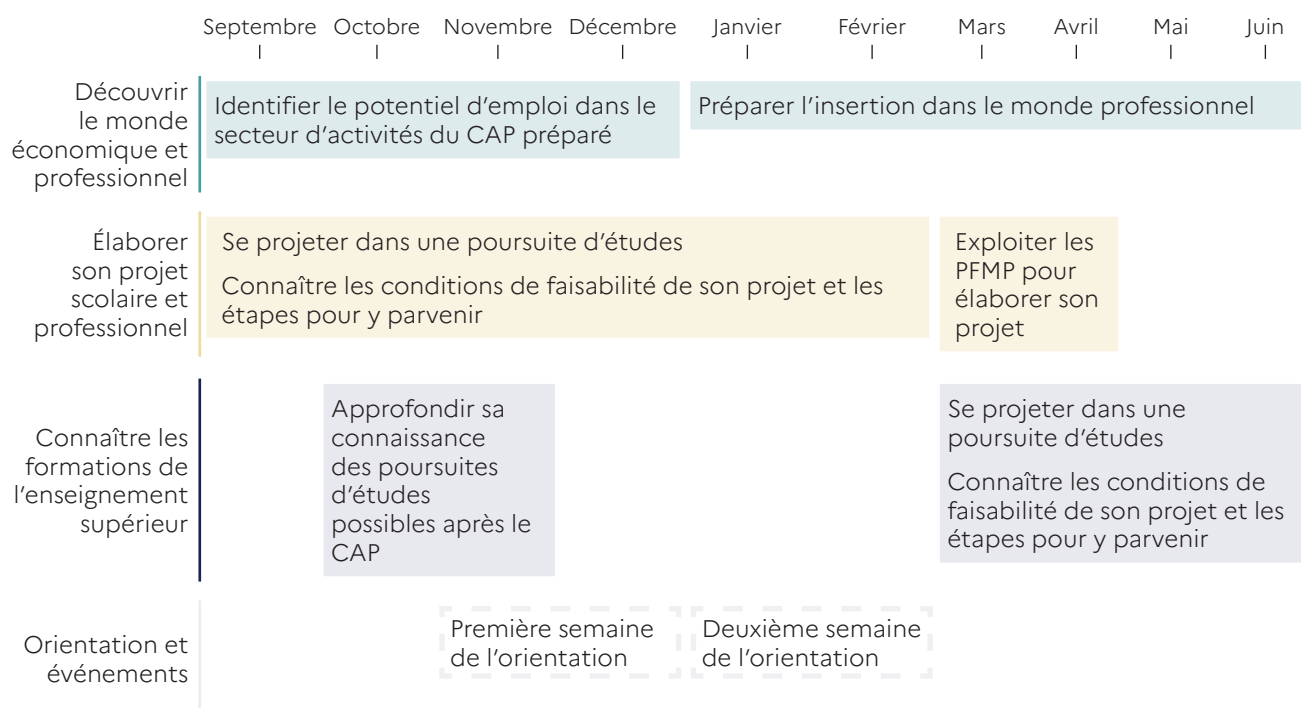 Septembre Octobre Novembre Décembre Janvier Février Mars Avril Mai Juin
Découvrir
le monde
économique et
professionnel
Identifier le potentiel d'emploi dans le
secteur d'activités du CAP préparé
Préparer l'insertion dans le monde professionnel
Élaborer
son projet
scolaire et
professionnel
Se projeter dans une poursuite d'études
Connaître les conditions de faisabilité de son projet et les
étapes pour y parvenir
Exploiter les
PFMP pour
élaborer son
projet
Connaître les
formations de
l'enseignement
supérieur
Approfondir sa
connaissance
des poursuites
d'études
possibles après le
CAP
Se projeter dans une
poursuite d'études
Connaître les conditions de
faisabilité de son projet et les
étapes pour y parvenir
Orientation et
événements
Première semaine
de l'orientation
Deuxième semaine
de l'orientation